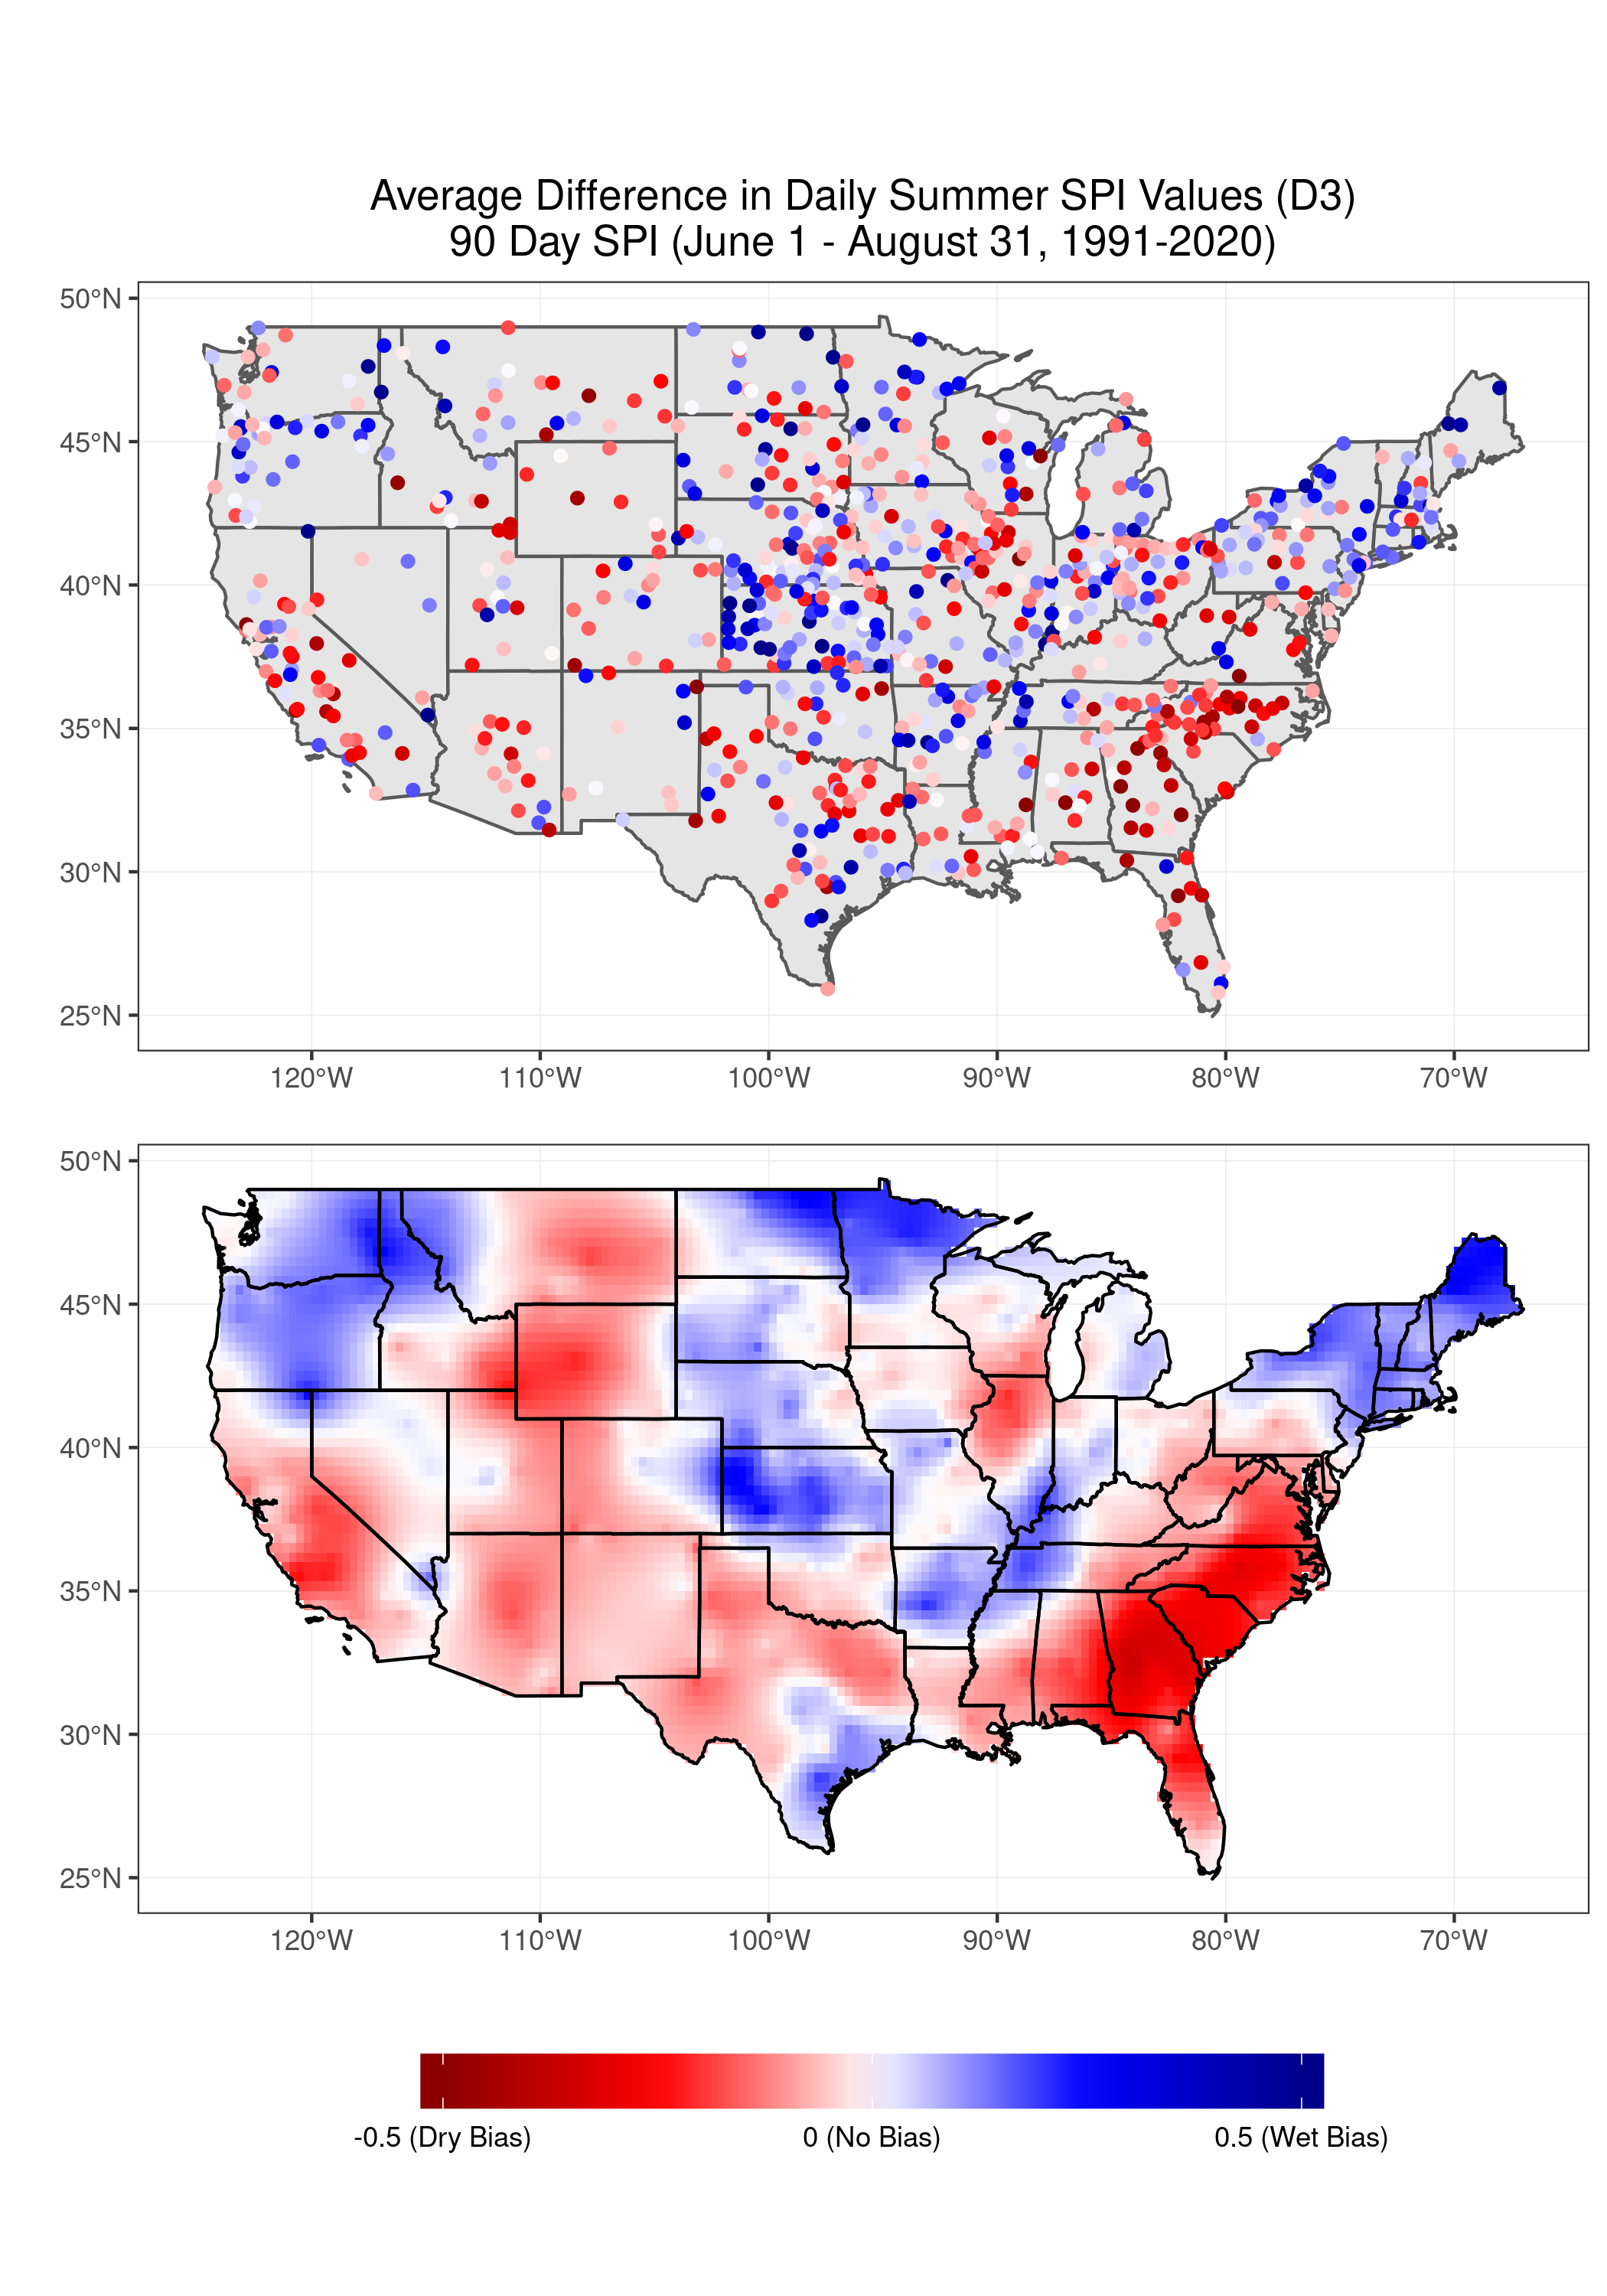 Average Difference in Daily Summer SPI Values (D3)
90 Day SPI (June 1 - August 31, 1991-2020)
50°N
45°N
40°N
35°N
30°N
25°N
120°W 110°W 100°W 90°W 80°W 70°W
50°N
45°N
40°N
35°N
30°N
25°N
120°W 110°W 100°W 90°W 80°W 70°W
-0.5 (Dry Bias) 0 (No Bias) 0.5 (Wet Bias)